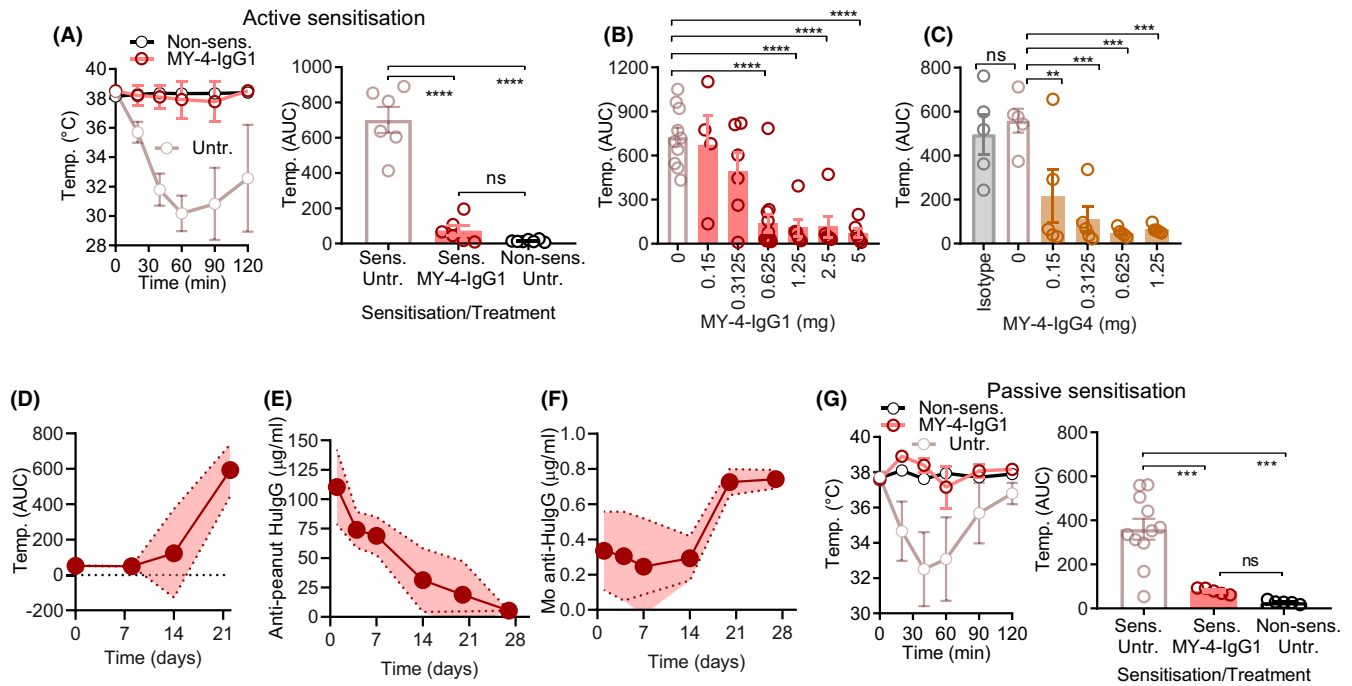 Active sensitisation
(A)
Non-sens.
MY-4-IgG1
Temp. (°C)
40
38
36
34
32
30
28
Untr.
0 30 60 90 120
Time (min)
Temp. (AUC)
1000
800
600
400
200
0
****
****
ns
Sens. Sens. Non-sens.
Untr. MY-4-IgG1 Untr.
Sensitisation/Treatment
(B)
****
****
****
****
Temp. (AUC)
1200
900
600
300
0
0 0.15 0.3125 0.625 1.25 2.5 5
MY-4-IgG1 (mg)
(C)
ns
***
***
***
**
Temp. (AUC)
800
600
400
200
0
Isotype 0 0.15 0.3125 0.625 1.25
MY-4-IgG4 (mg)
(D)
Temp. (AUC)
800
600
400
200
0
-200
0 7 14 21
Time (days)
(E)
Anti-peanut HuIgG (µg/ml)
150
125
100
75
50
25
0
0 7 14 21 28
Time (days)
(F)
Mo anti-HuIgG (µg/ml)
1.0
0.8
0.6
0.4
0.2
0.0
0 7 14 21 28
Time (days)
Passive sensitisation
(G)
Non-sens.
MY-4-IgG1
Untr.
Temp. (°C)
40
38
36
34
32
30
0 30 60 90 120
Time (min)
Temp. (AUC)
800
600
400
200
0
***
***
ns
Sens. Sens. Non-sens.
Untr. MY-4-IgG1 Untr.
Sensitisation/Treatment